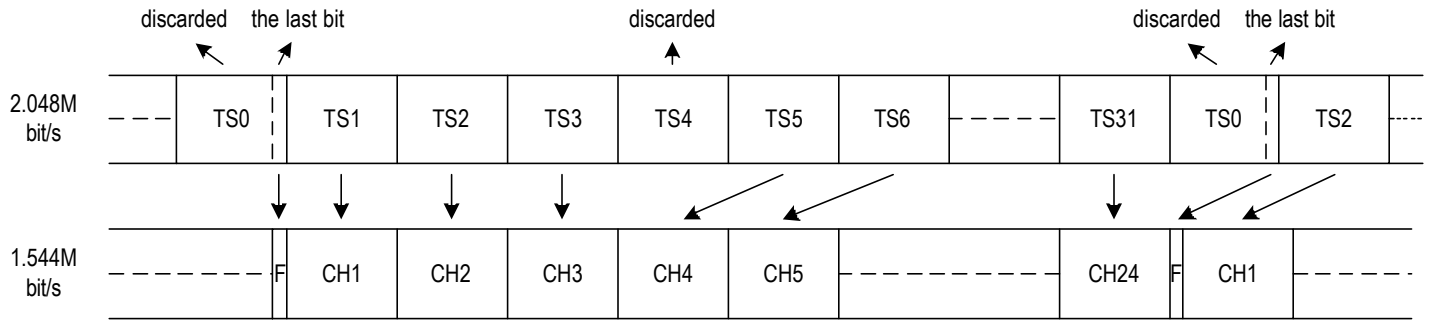 discarded the last bit discarded discarded the last bit
2.048M
bit/s
TS0 TS1 TS2 TS3 TS4 TS5 TS6 TS31 TS0 TS2
1.544M
bit/s
F CH1 CH2 CH3 CH4 CH5 CH24 F CH1